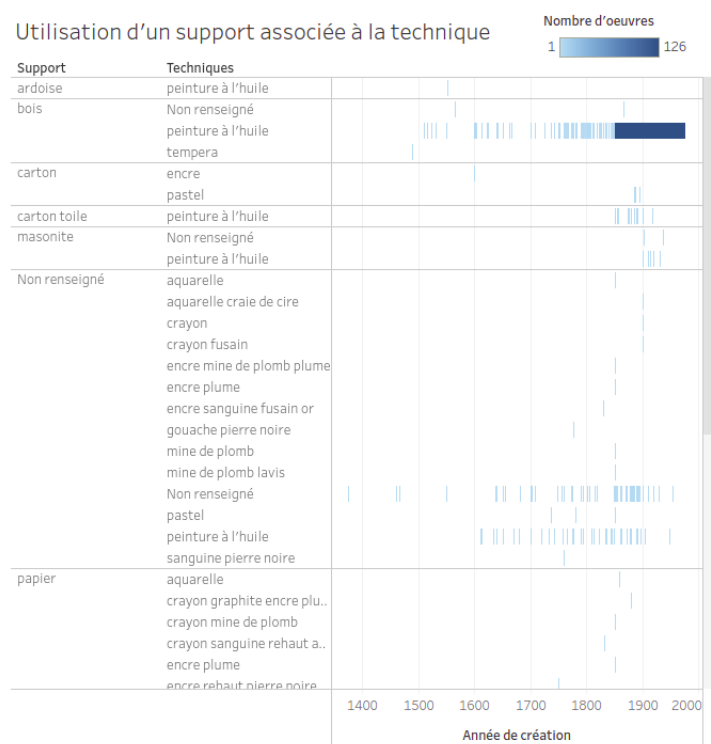 Utilisation d'un support associée à la technique
Nombre d'oeuvres
1 126
Support Techniques
ardoise peinture à l'huile
bois Non renseigné
peinture à l'huile
tempera
carton encre
pastel
carton toile peinture à l'huile
masonite Non renseigné
peinture à l'huile
Non renseigné aquarelle
aquarelle craie de cire
crayon
crayon fusain
encre mine de plomb plume
encre plume
encre sanguine fusain or
gouache pierre noire
mine de plomb
mine de plomb lavis
Non renseigné
pastel
peinture à l'huile
sanguine pierre noire
papier aquarelle
crayon graphite encre plu..
crayon mine de plomb
crayon sanguine rehaut a..
encre plume
encre rehaut pierre noire
1400 1500 1600 1700 1800 1900 2000
Année de création